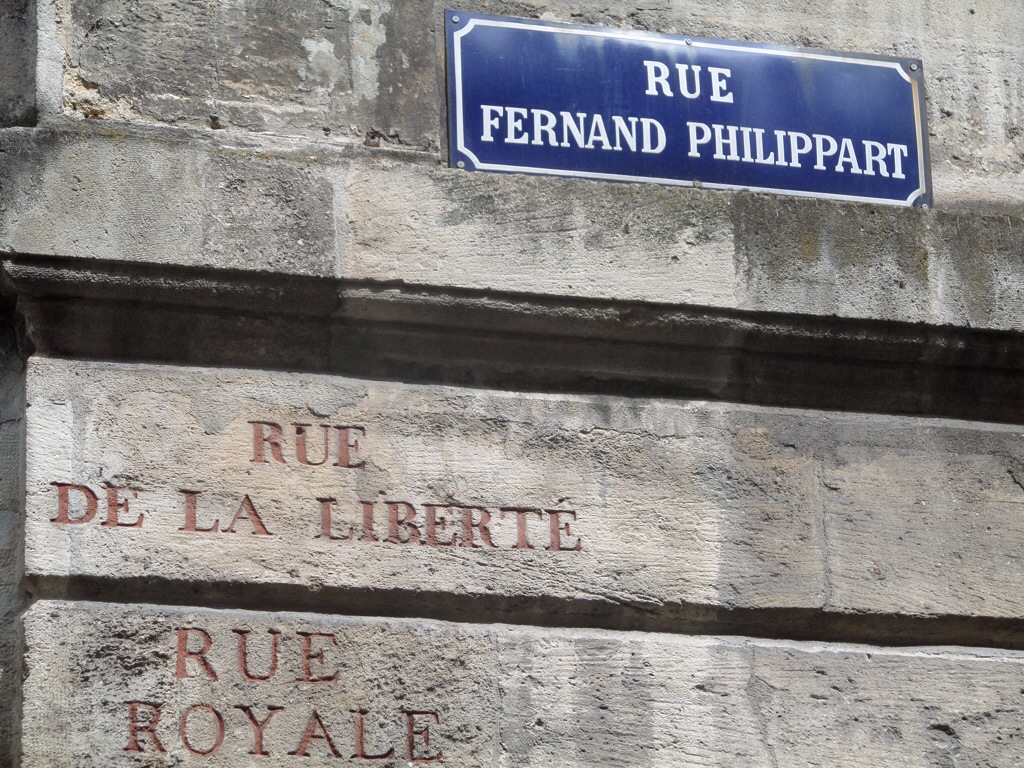 RUE
FERNAND PHILIPPART
RUE
DE LA LIBERTÉ
RUE
ROYALE